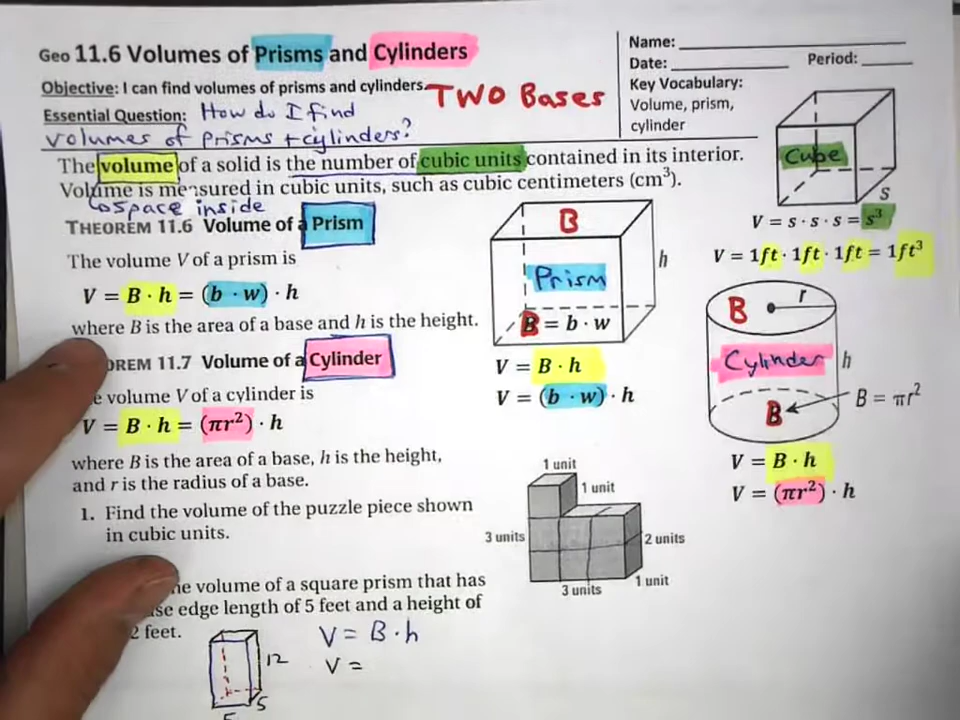 Geo 11.6 Volumes of Prisms and Cylinders
Objective: I can find volumes of prisms and cylinders.
TWO Bases
Essential Question: How do I find
volumes of prisms + cylinders?
Name:
Date: Period:
Key Vocabulary:
Volume, prism,
cylinder
The volume of a solid is the number of cubic units contained in its interior.
Volume is measured in cubic units, such as cubic centimeters (cm³).
space inside
THEOREM 11.6 Volume of a Prism
The volume V of a prism is
V = B · h = (b · w) · h
where B is the area of a base and h is the height.
OREM 11.7 Volume of a Cylinder
e volume V of a cylinder is
V = B · h = (πr²) · h
where B is the area of a base, h is the height,
and r is the radius of a base.
1. Find the volume of the puzzle piece shown
in cubic units.
he volume of a square prism that has
se edge length of 5 feet and a height of
2 feet.
12
5
5
V = B · h
V =
B
Prism
h
B = b · w
V = B · h
V = (b · w) · h
1 unit
1 unit
3 units
2 units
3 units
1 unit
Cube
s
V = s · s · s = s³
V = 1ft · 1ft · 1ft = 1ft³
B
r
Cylinder
h
B
B = πr²
V = B · h
V = (πr²) · h